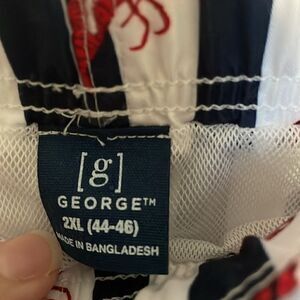 [g]
GEORGE™
2XL (44-46)
MADE IN BANGLADESH